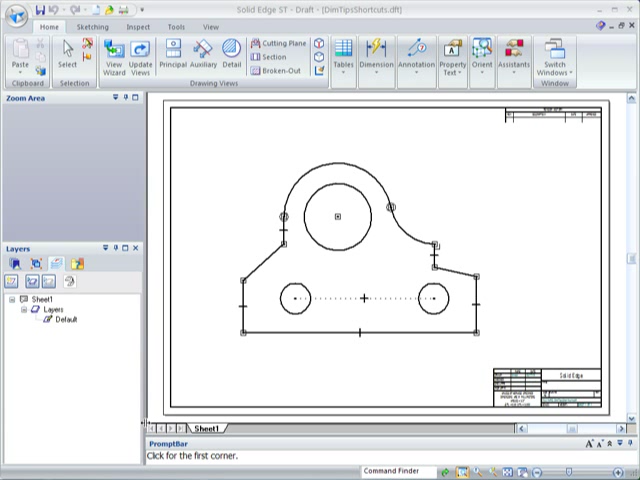 Solid Edge ST - Draft - [DimTipsShortcuts.dft]
Home Sketching Inspect Tools View
Paste
Select
New Wizard
Update Views
Principal
Auxiliary
Detail
Cutting Plane
Section
Broken-Out
Tables
Dimension
Annotation
Property Text
Orient
Assistants
Switch Windows
Clipboard Selection Drawing Views Window
Zoom Area
Layers
Sheet1
Layers
Default
Solid Edge
Sheet1
PromptBar
Click for the first corner.
Command Finder